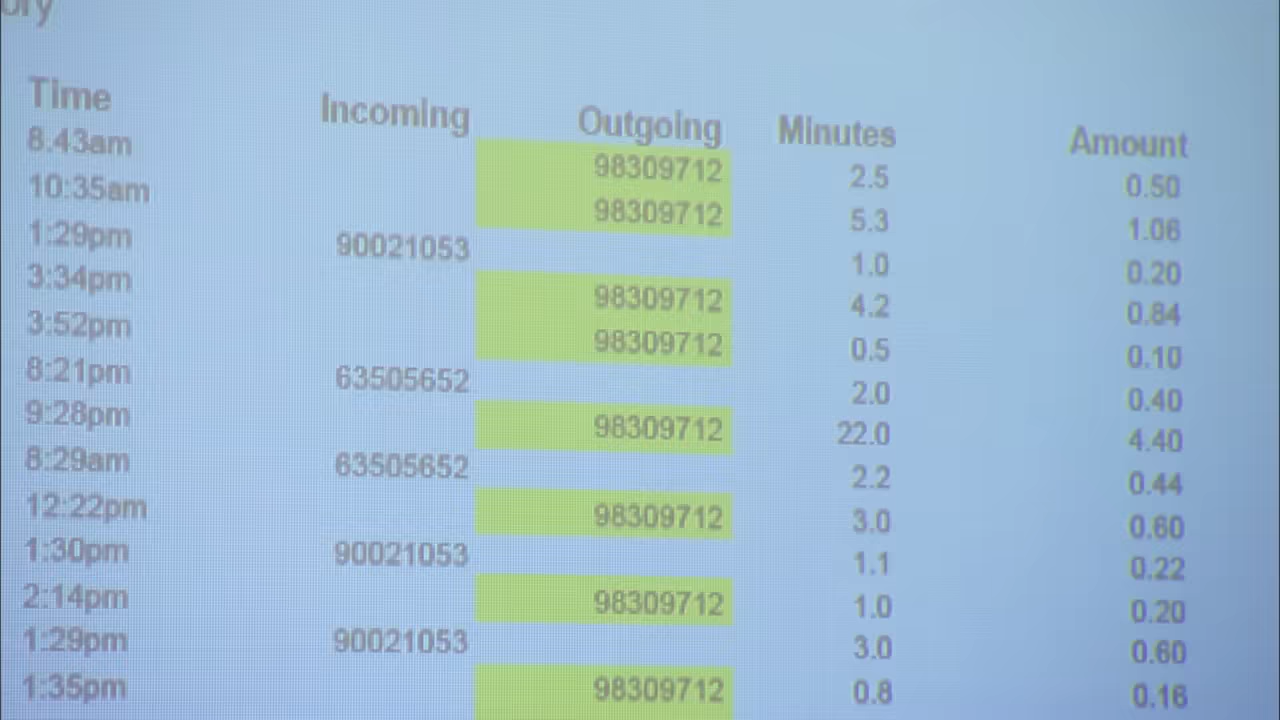 ory
Time Incoming Outgoing Minutes Amount
8:43am 98309712 2.5 0.50
10:35am 98309712 5.3 1.06
1:29pm 90021053 1.0 0.20
3:34pm 98309712 4.2 0.84
3:52pm 98309712 0.5 0.10
8:21pm 63505652 2.0 0.40
9:28pm 98309712 22.0 4.40
8:29am 63505652 2.2 0.44
12:22pm 98309712 3.0 0.60
1:30pm 90021053 1.1 0.22
2:14pm 98309712 1.0 0.20
1:29pm 90021053 3.0 0.60
1:35pm 98309712 0.8 0.16